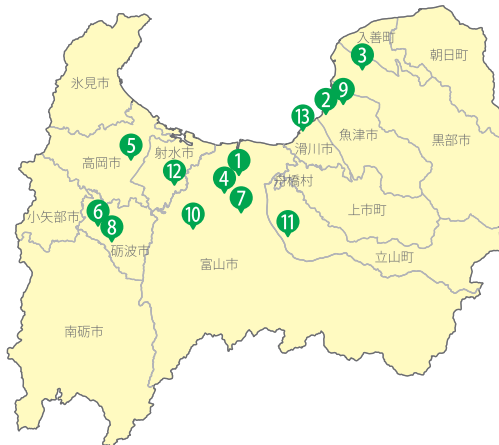 入善町
朝日町
3
氷見市
9
2
13
魚津市
黒部市
5
射水市
滑川市
高岡市
1
12
4
舟橋村
7
上市町
小矢部市
6
10
11
8
砺波市
立山町
富山市
南砺市